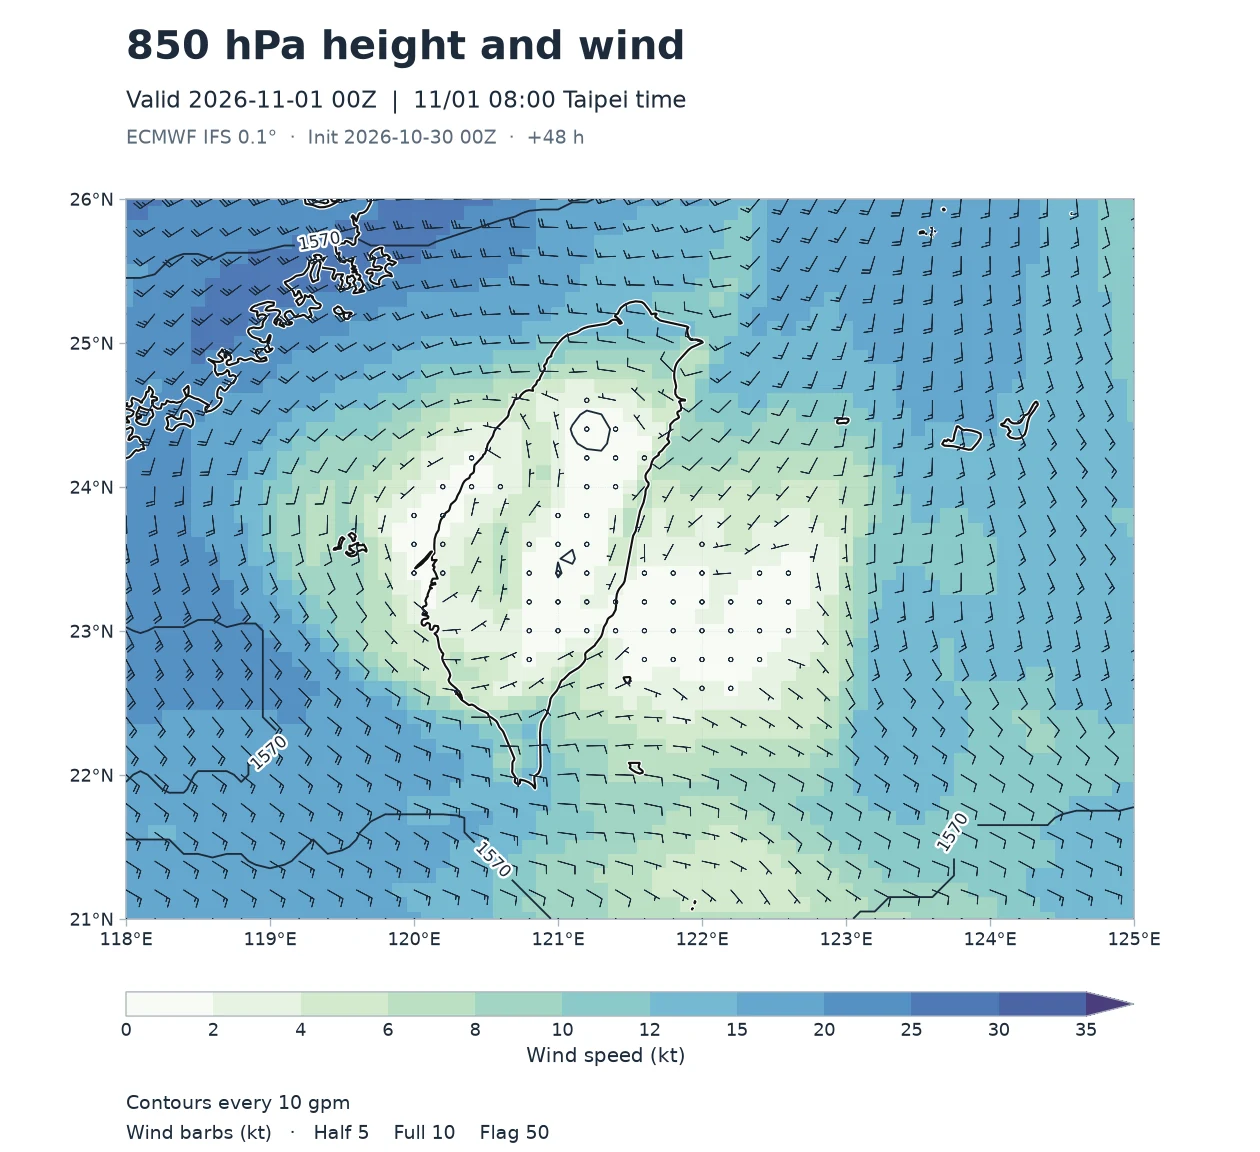 850 hPa height and wind
Valid 2026-11-01 00Z | 11/01 08:00 Taipei time
ECMWF IFS 0.1° · Init 2026-10-30 00Z · +48 h
26°N
1570
25°N
24°N
23°N
1570
22°N
1570
1570
21°N
118°E 119°E 120°E 121°E 122°E 123°E 124°E 125°E
0 2 4 6 8 10 12 15 20 25 30 35
Wind speed (kt)
Contours every 10 gpm
Wind barbs (kt) · Half 5 Full 10 Flag 50